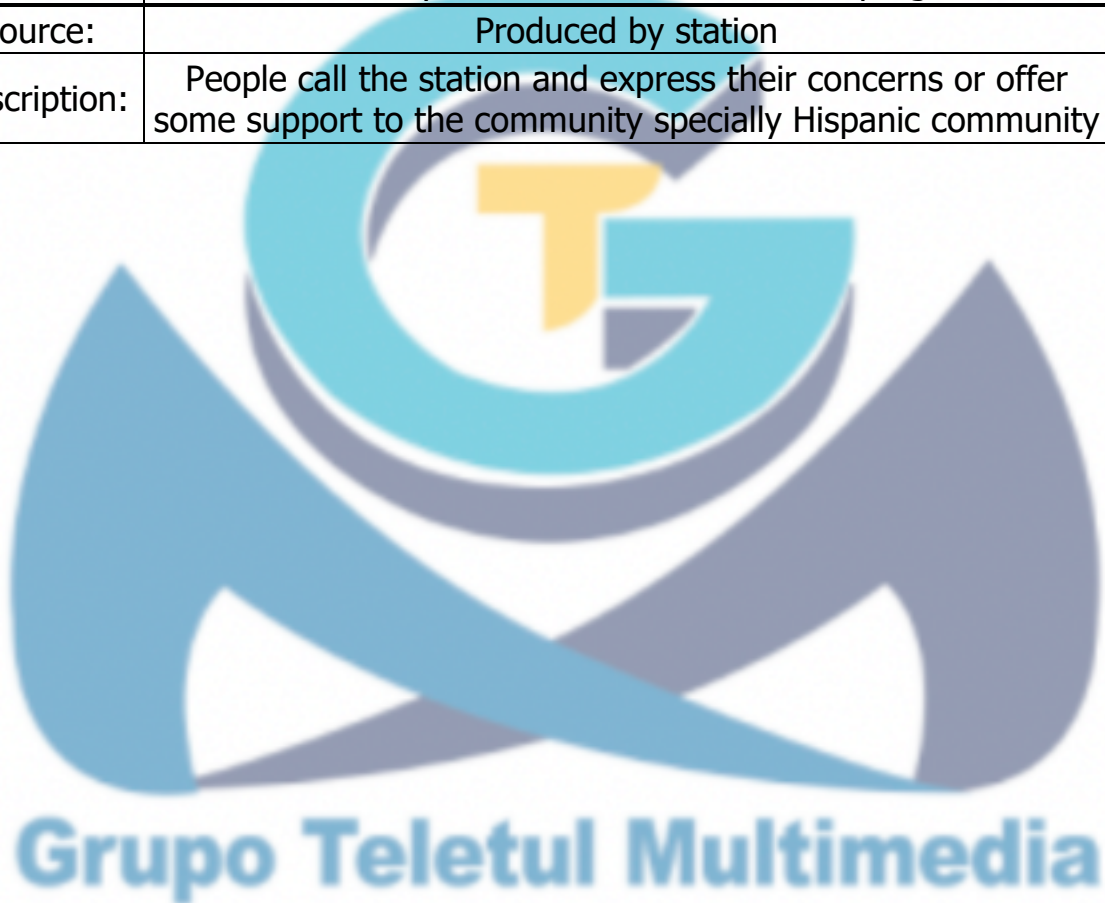 ource: Produced by station
scription: People call the station and express their concerns or offer
some support to the community specially Hispanic community
GT
Grupo Teletul Multimedia